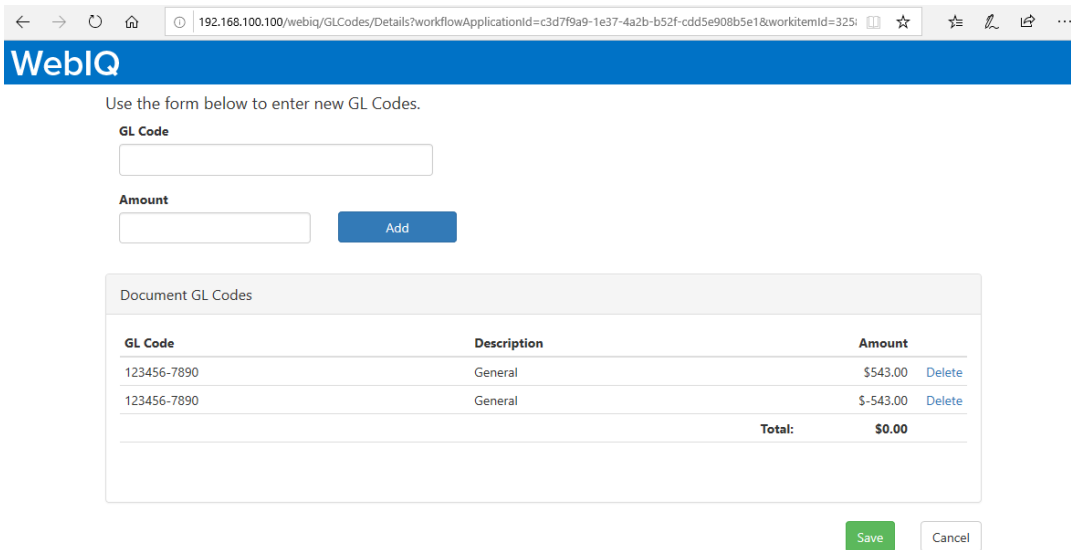 192.168.100.100/webiq/GLCodes/Details?workflowApplicationId=c3d7f9a9-1e37-4a2b-b52f-cdd5e908b5e1&workitemId=325
WebIQ
Use the form below to enter new GL Codes.
GL Code
Amount
Add
Document GL Codes
GL Code Description Amount
123456-7890 General $543.00 Delete
123456-7890 General $-543.00 Delete
Total: $0.00
Save Cancel